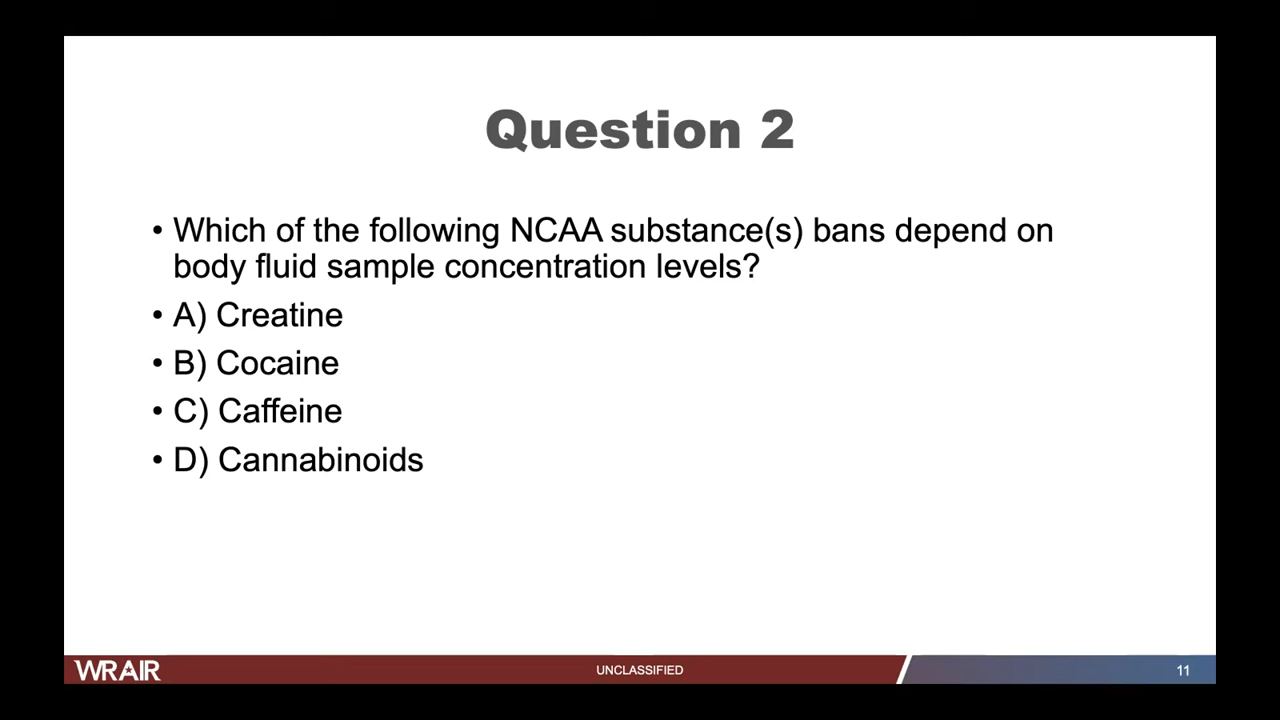 Question 2
• Which of the following NCAA substance(s) bans depend on
body fluid sample concentration levels?
• A) Creatine
• B) Cocaine
• C) Caffeine
• D) Cannabinoids
WRAIR
UNCLASSIFIED
11